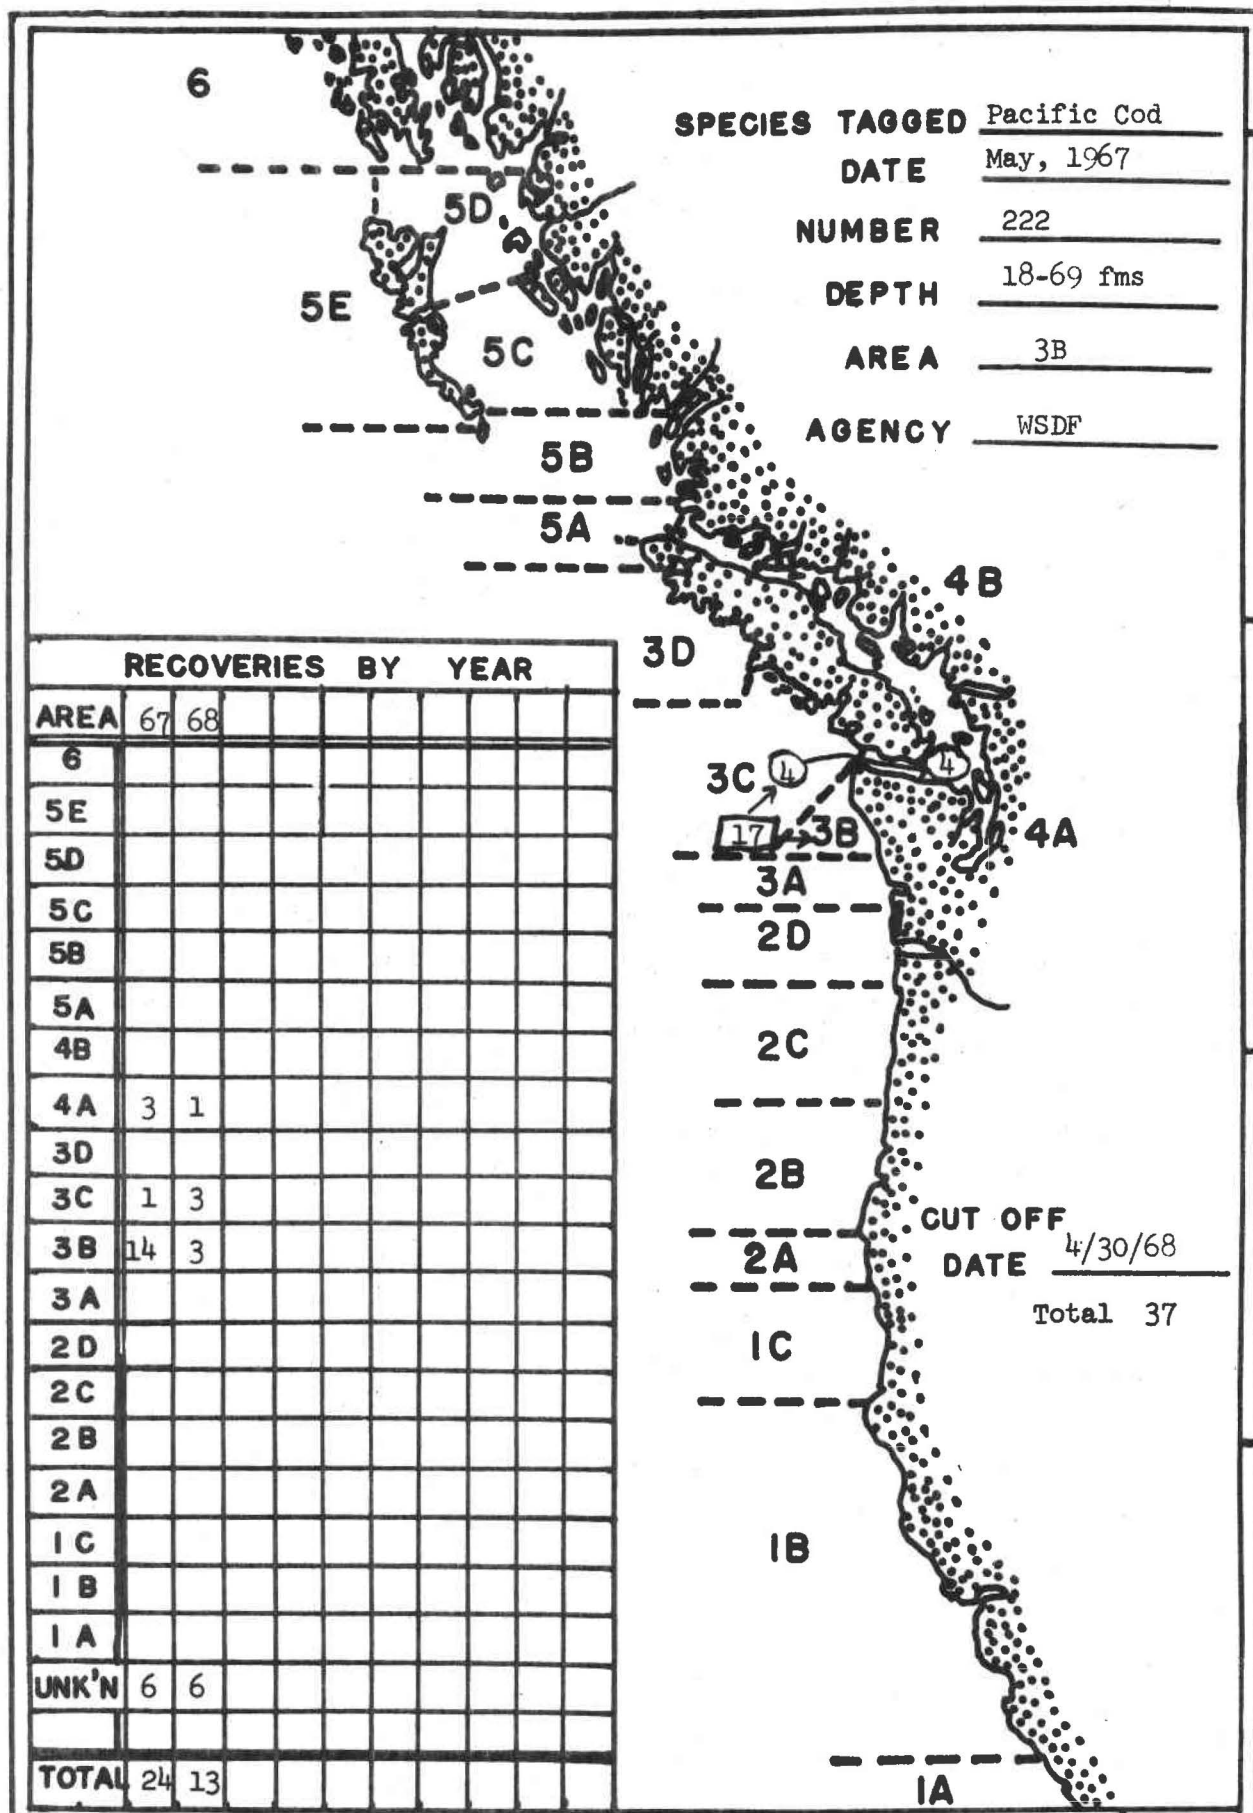 6
SPECIES TAGGED Pacific Cod
DATE May, 1967
5D
NUMBER 222
DEPTH 18-69 fms
5E
5C
AREA 3B
AGENCY WSDF
5B
5A
4B
3D
3C 4 4
17 3B
4A
3A
2D
2C
2B
CUT OFF
DATE 4/30/68
2A
Total 37
1C
1B
1A
RECOVERIES BY YEAR
AREA 67 68
6
5E
5D
5C
5B
5A
4B
4A 3 1
3D
3C 1 3
3B 14 3
3A
2D
2C
2B
2A
1C
1B
1A
UNK'N 6 6
TOTAL 24 13